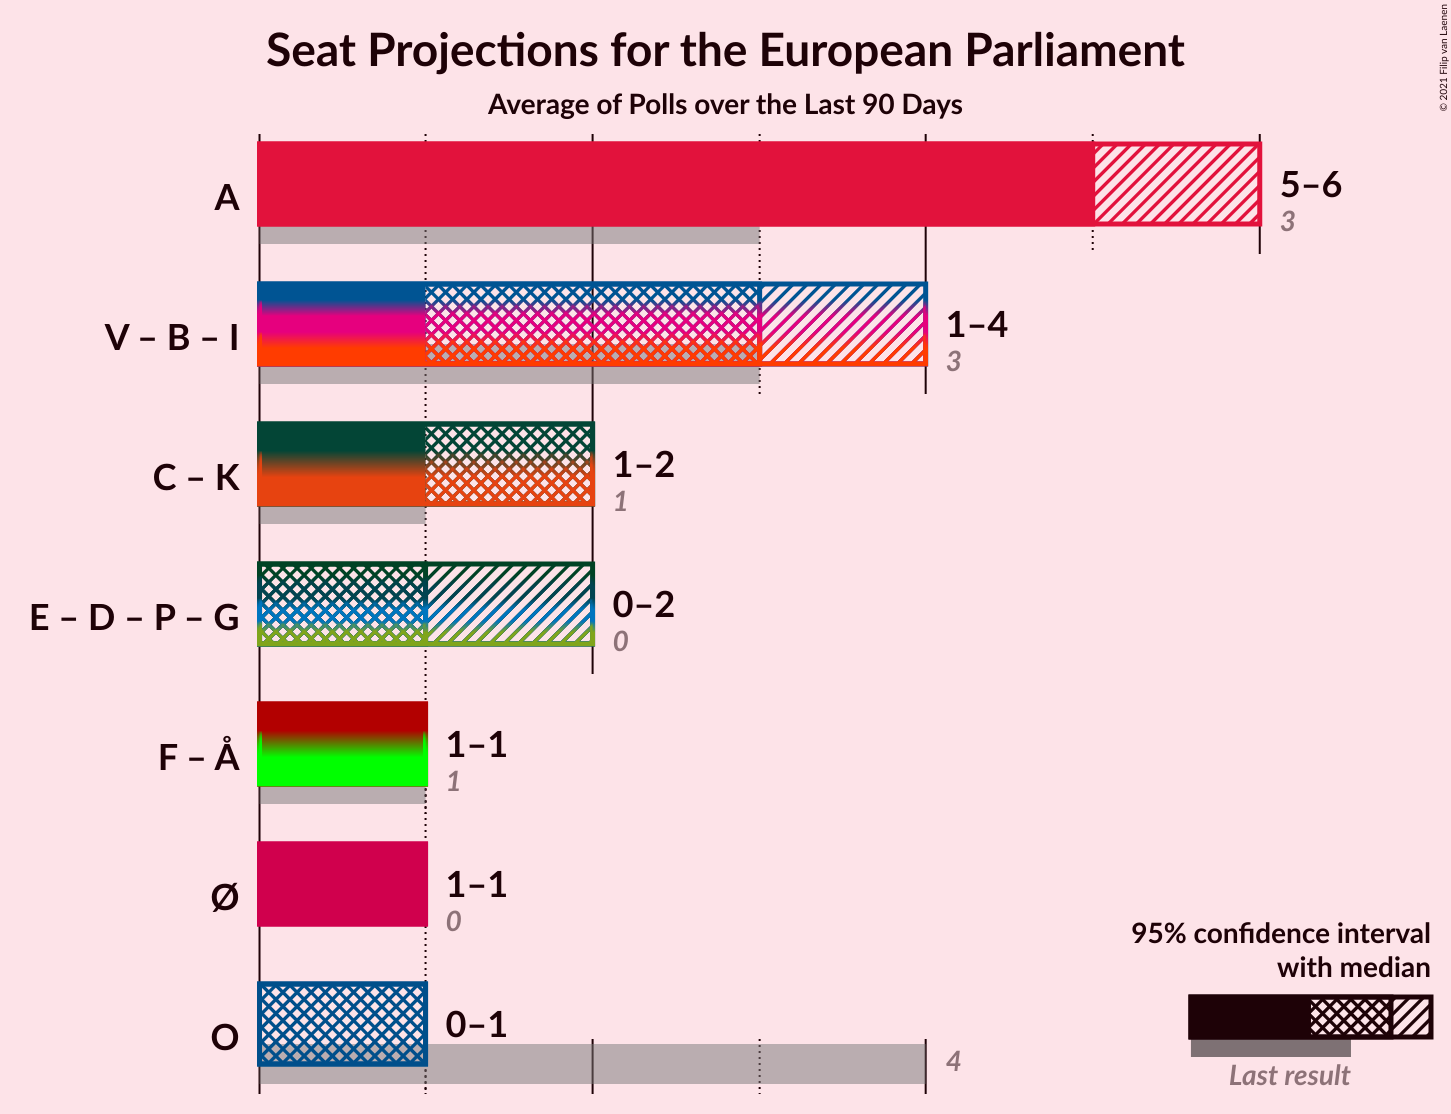 Seat Projections for the European Parliament
Average of Polls over the Last 90 Days
© 2021 Filip van Laenen
A
5–6
3
V – B – I
1–4
3
C – K
1–2
1
E – D – P – G
0–2
0
F – Å
1–1
1
Ø
1–1
0
O
0–1
4
95% confidence interval
with median
Last result